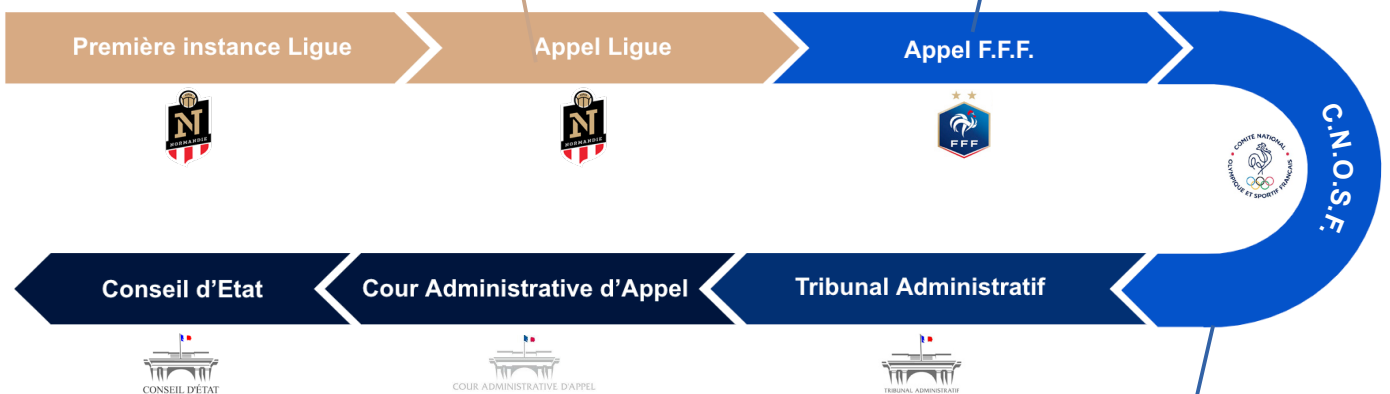 Première instance Ligue
Appel Ligue
Appel F.F.F.
N
NORMANDIE
N
NORMANDIE
FFF
C.N.O.S.F.
COMITÉ NATIONAL
OLYMPIQUE ET SPORTIF FRANÇAIS
Conseil d'Etat
Cour Administrative d'Appel
Tribunal Administratif
CONSEIL D'ÉTAT
COUR ADMINISTRATIVE D'APPEL
TRIBUNAL ADMINISTRATIF